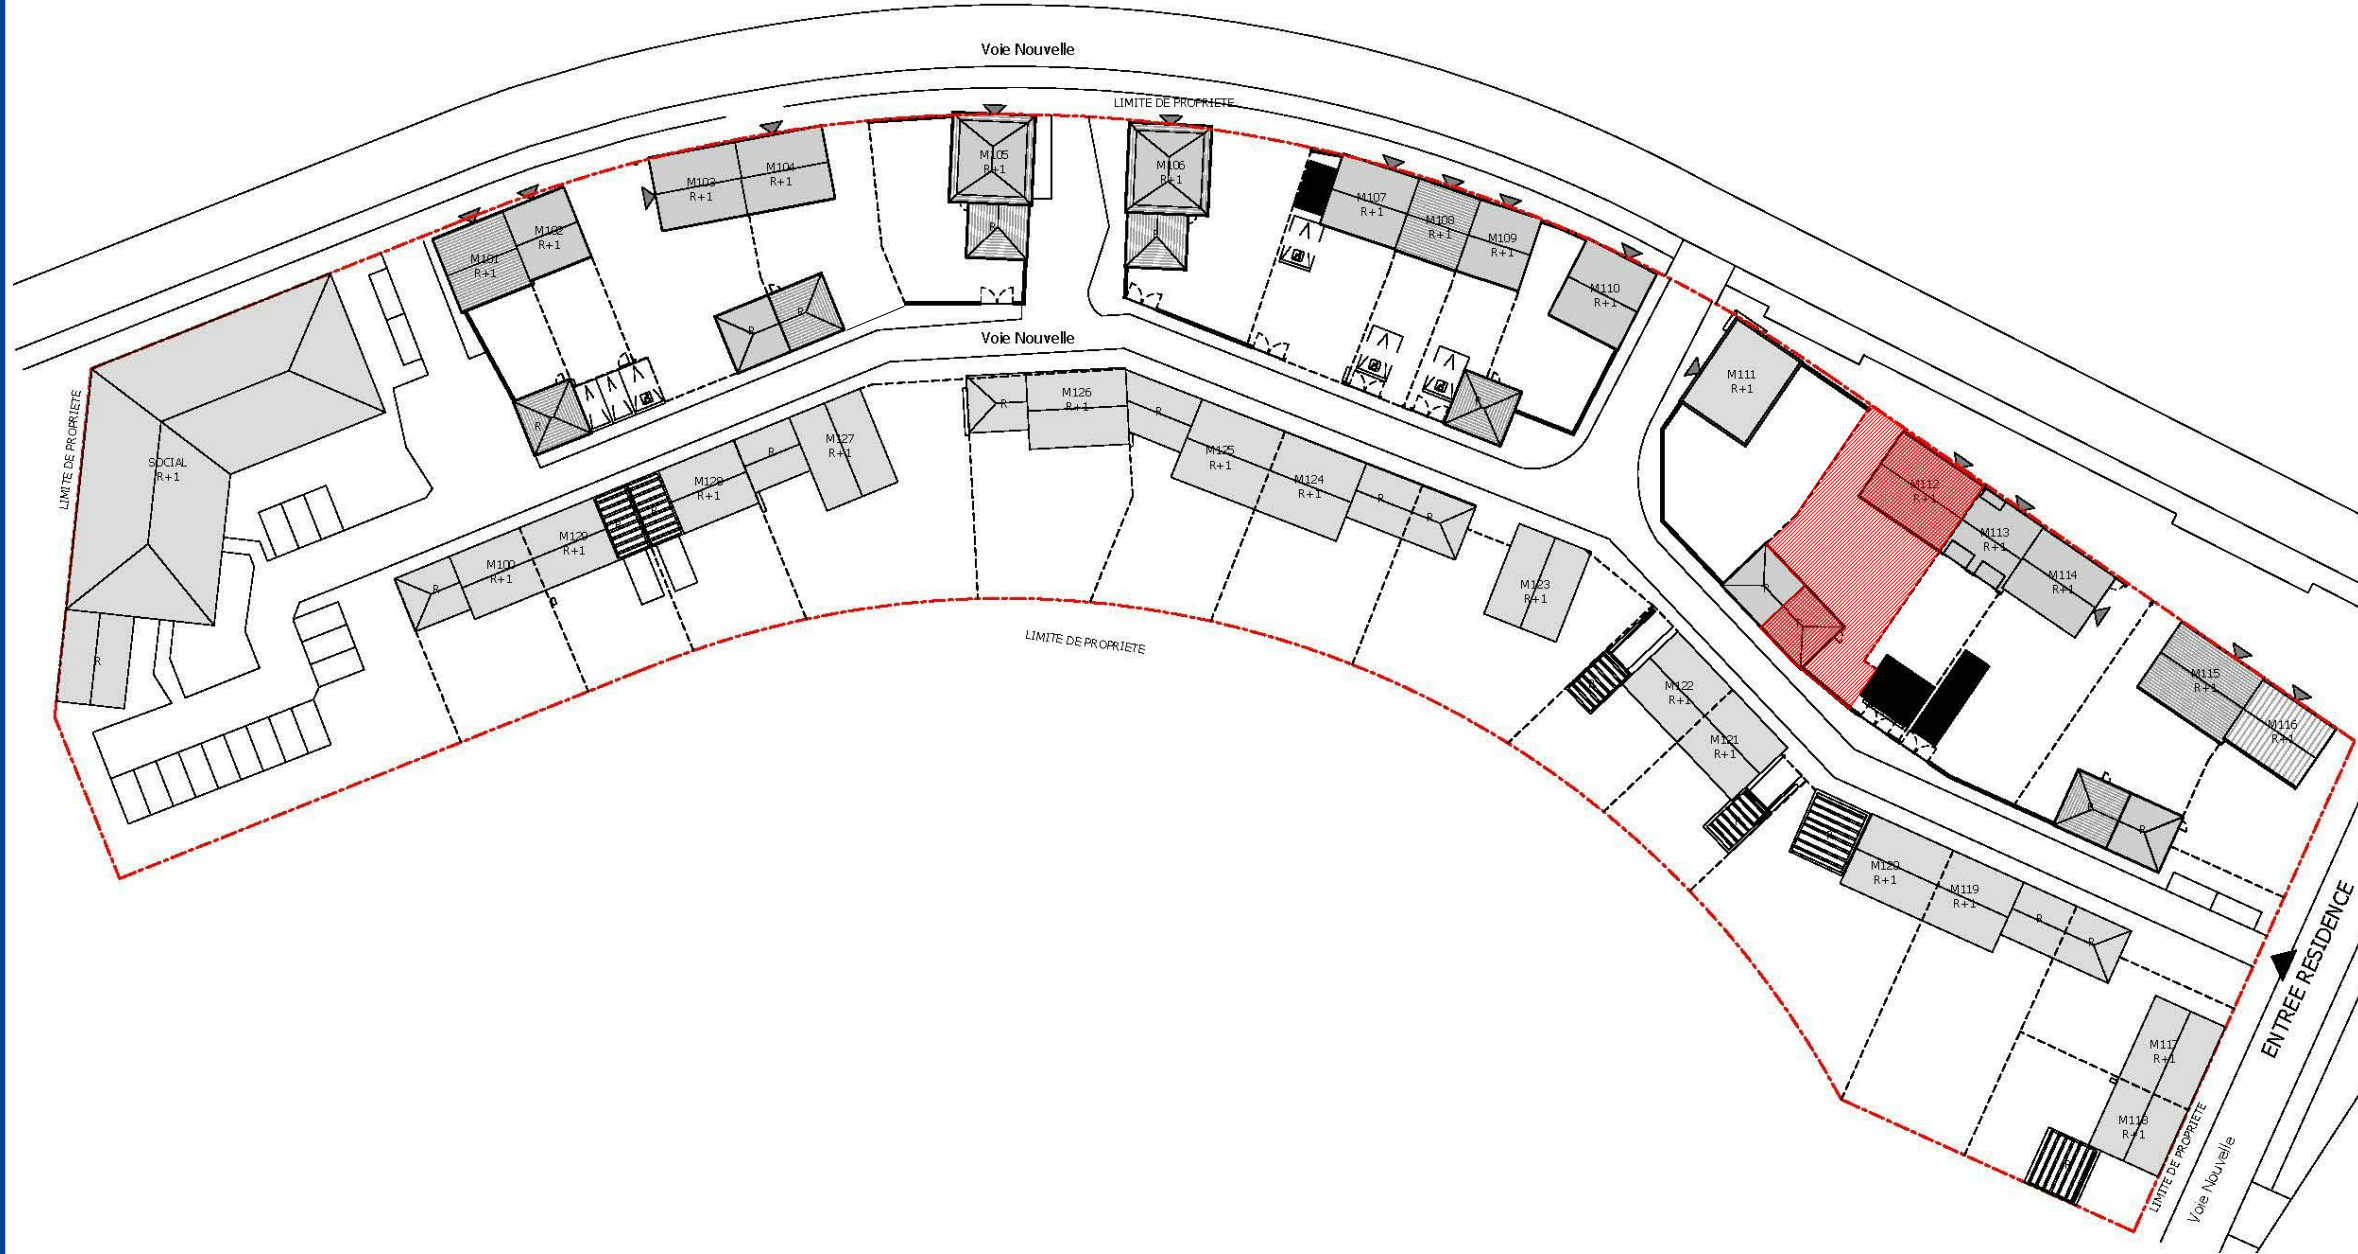 Voie Nouvelle
LIMITE DE PROPRIETE
M105
R+1
M106
R+1
M104
R+1
M103
R+1
M107
R+1
M108
R+1
M109
R+1
M102
R+1
M101
R+1
R
R
M110
R+1
R
R
Voie Nouvelle
M111
R+1
LIMITE DE PROPRIETE
SOCIAL
R+1
R
R
R
M126
R+1
R
M127
R+1
R
M125
R+1
M124
R+1
R
R
M128
R+1
M129
R+1
M100
R+1
R
M112
R+1
M113
R+1
M114
R+1
R
M123
R+1
LIMITE DE PROPRIETE
R
M122
R+1
M121
R+1
M115
R+1
M116
R+1
R
R
M120
R+1
M119
R+1
R
R
ENTREE RESIDENCE
M117
R+1
M118
R+1
LIMITE DE PROPRIETE
Voie Nouvelle